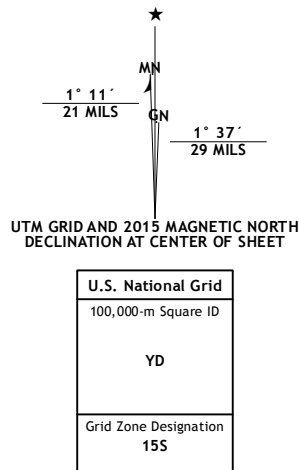 MN
1° 11´
21 MILS
GN
1° 37´
29 MILS
UTM GRID AND 2015 MAGNETIC NORTH
DECLINATION AT CENTER OF SHEET
U.S. National Grid
100,000-m Square ID
YD
Grid Zone Designation
15S